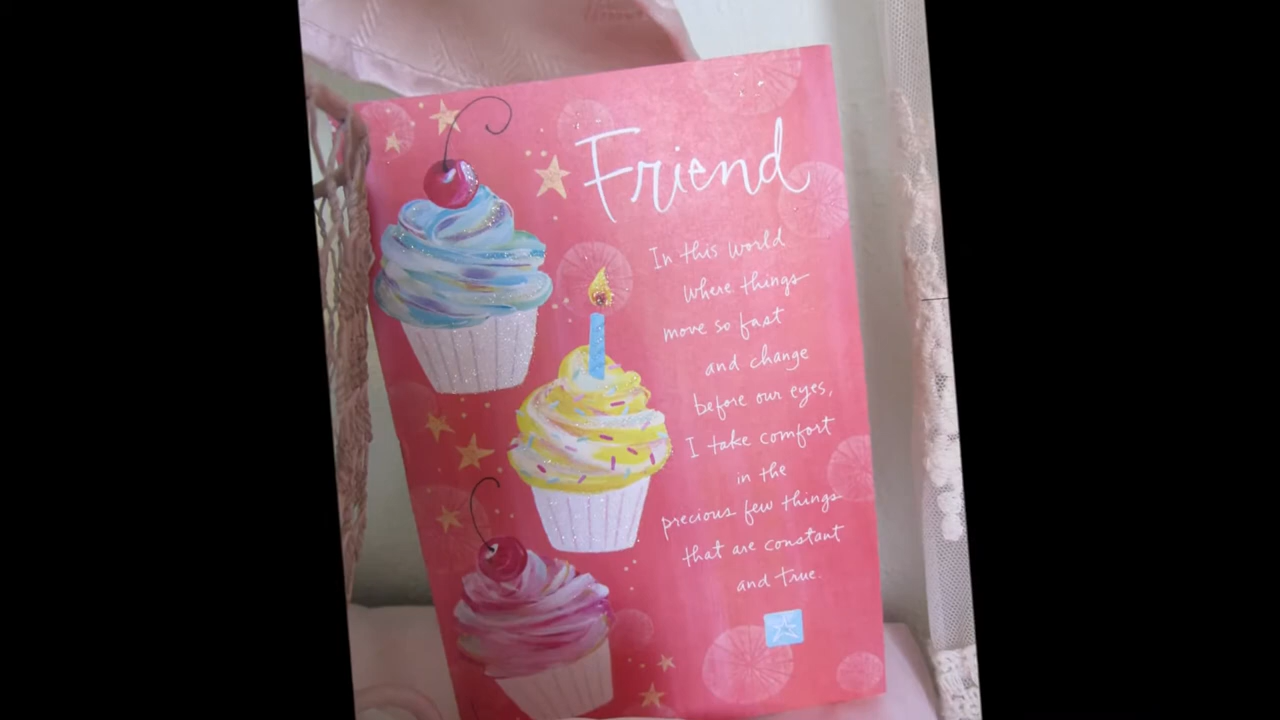 Friend
In this world
where things
move so fast
and change
before our eyes,
I take comfort
in the
precious few things
that are constant
and true.